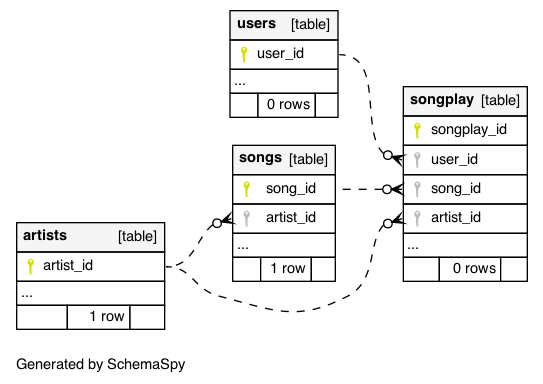 users [table]
user_id
...
0 rows
songplay [table]
songplay_id
user_id
song_id
artist_id
...
0 rows
songs [table]
song_id
artist_id
...
1 row
artists [table]
artist_id
...
1 row
Generated by SchemaSpy